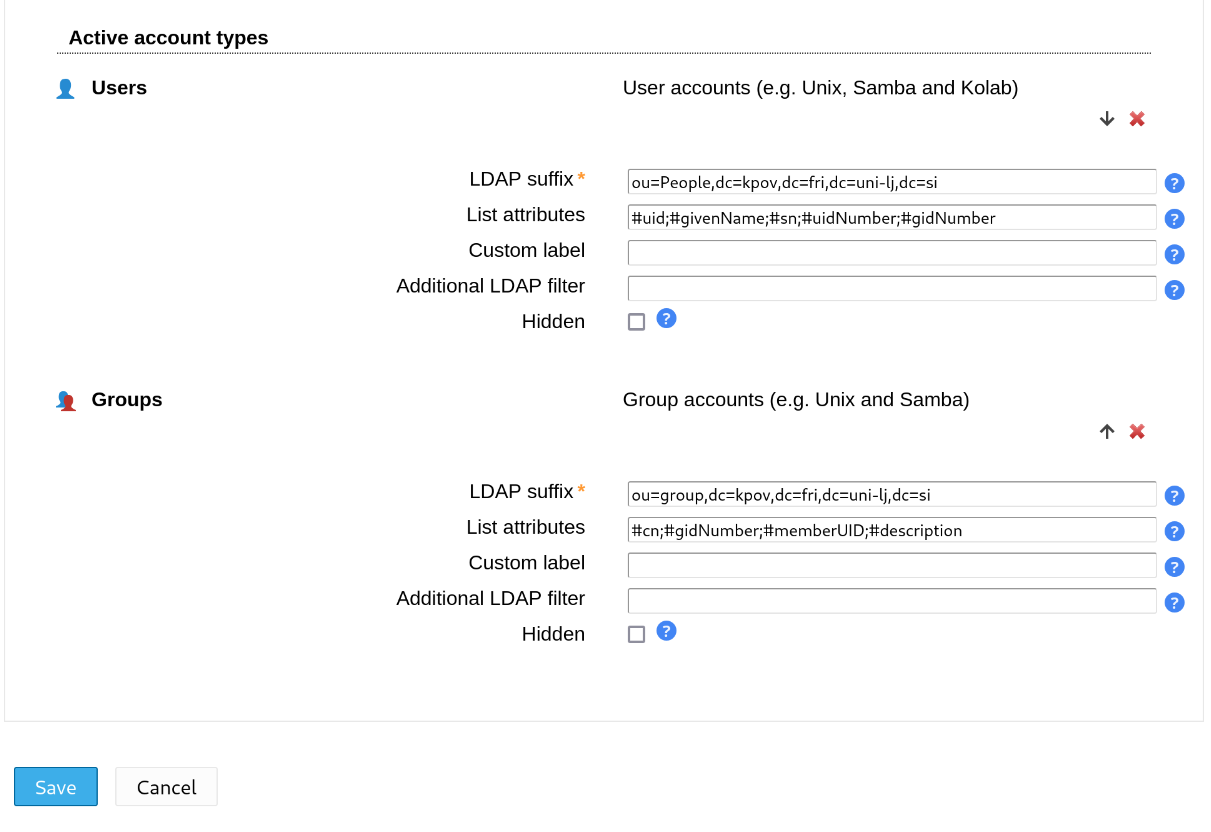 Active account types
Users
User accounts (e.g. Unix, Samba and Kolab)
LDAP suffix* ou=People,dc=kpov,dc=fri,dc=uni-lj,dc=si ?
List attributes #uid;#givenName;#sn;#uidNumber;#gidNumber ?
Custom label ?
Additional LDAP filter ?
Hidden ?
Groups
Group accounts (e.g. Unix and Samba)
LDAP suffix* ou=group,dc=kpov,dc=fri,dc=uni-lj,dc=si ?
List attributes #cn;#gidNumber;#memberUID;#description ?
Custom label ?
Additional LDAP filter ?
Hidden ?
Save Cancel